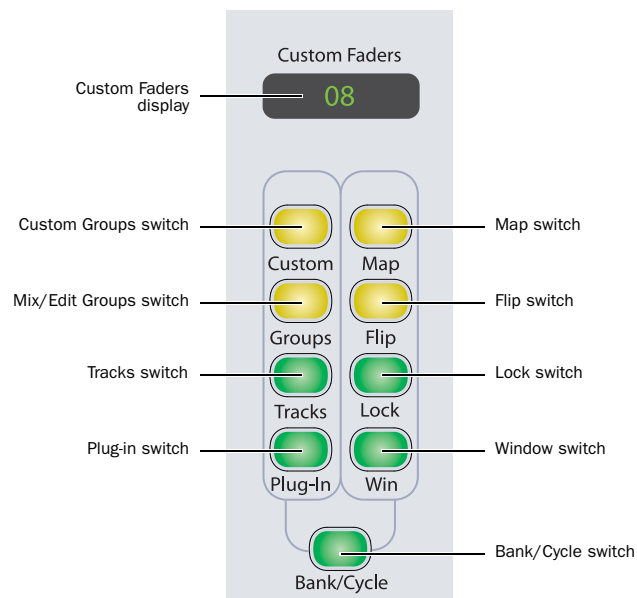 Custom Faders
Custom Faders
display
08
Custom Groups switch
Map switch
Custom
Map
Mix/Edit Groups switch
Flip switch
Groups
Flip
Tracks switch
Lock switch
Tracks
Lock
Plug-in switch
Window switch
Plug-In
Win
Bank/Cycle switch
Bank/Cycle